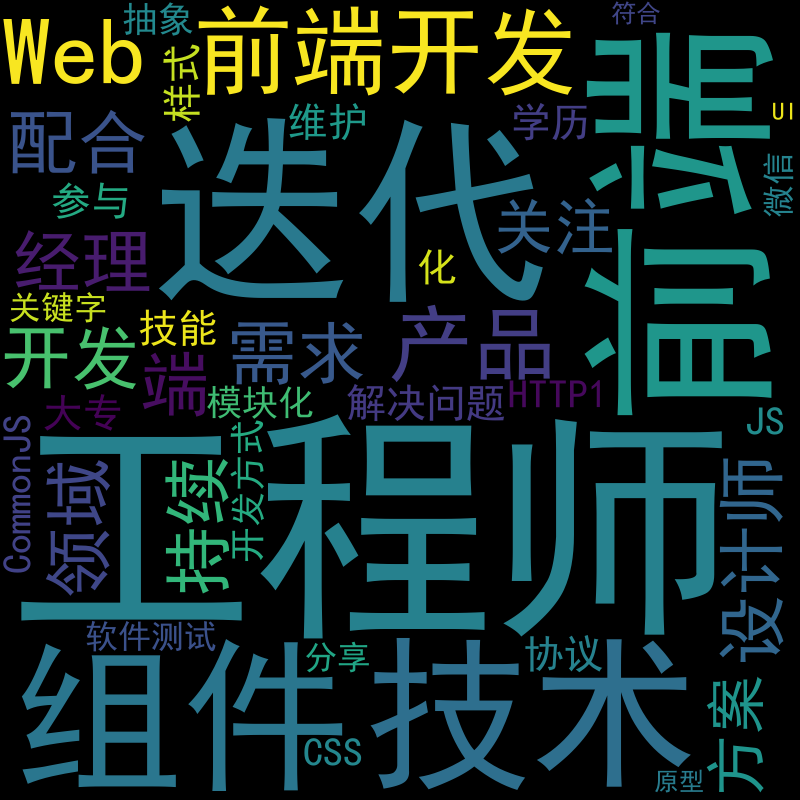 抽象
符合
Web
前端开发
前端
样式
UI
配合
维护
学历
迭代
微信
参与
关注
经理
化
关键字
技能
产品
开发
需求
端
模块化
解决问题
HTTP1
大专
JS
CommonJS
领域
持续
开发方式
工程师
设计师
软件测试
分享
协议
组件
技术
CSS
方案
原型